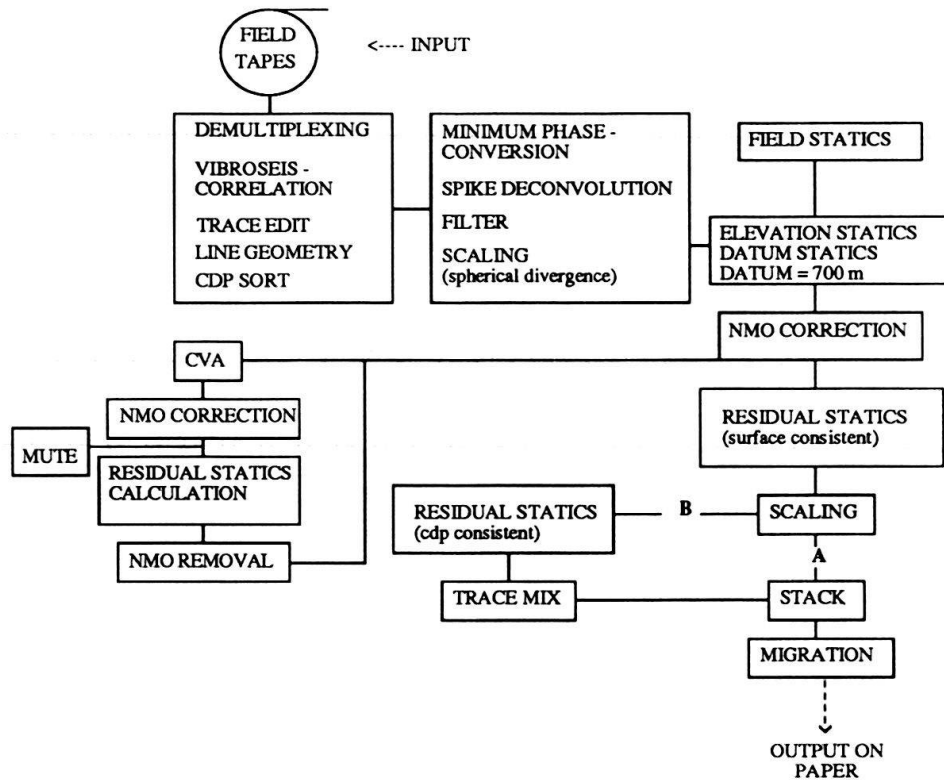 FIELD
TAPES
<---- INPUT
DEMULTIPLEXING
VIBROSEIS -
CORRELATION
TRACE EDIT
LINE GEOMETRY
CDP SORT
MINIMUM PHASE -
CONVERSION
SPIKE DECONVOLUTION
FILTER
SCALING
(spherical divergence)
FIELD STATICS
ELEVATION STATICS
DATUM STATICS
DATUM = 700 m
NMO CORRECTION
CVA
NMO CORRECTION
MUTE
RESIDUAL STATICS
CALCULATION
NMO REMOVAL
RESIDUAL STATICS
(surface consistent)
SCALING
B
RESIDUAL STATICS
(cdp consistent)
A
TRACE MIX
STACK
MIGRATION
OUTPUT ON
PAPER